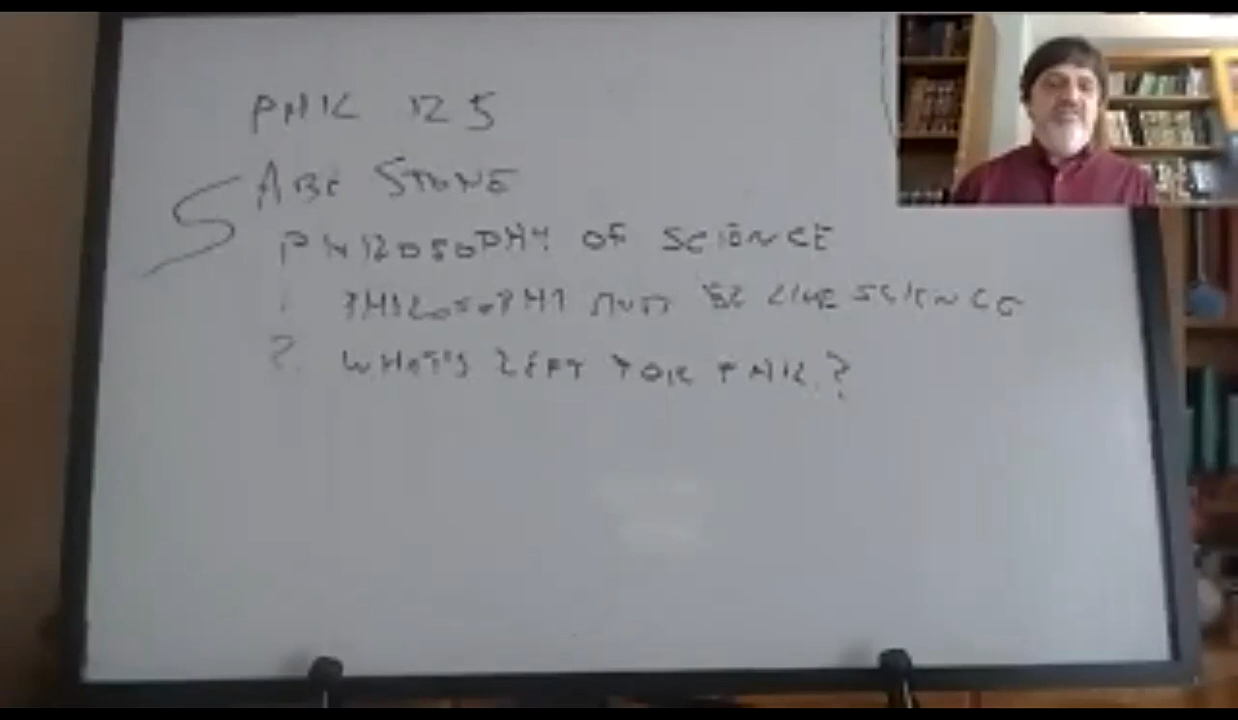 PHIL 125
ABE STONE
PHILOSOPHY OF SCIENCE
1. PHILOSOPHY MUST BE LIKE SCIENCE
2. WHAT'S LEFT FOR PHIL?